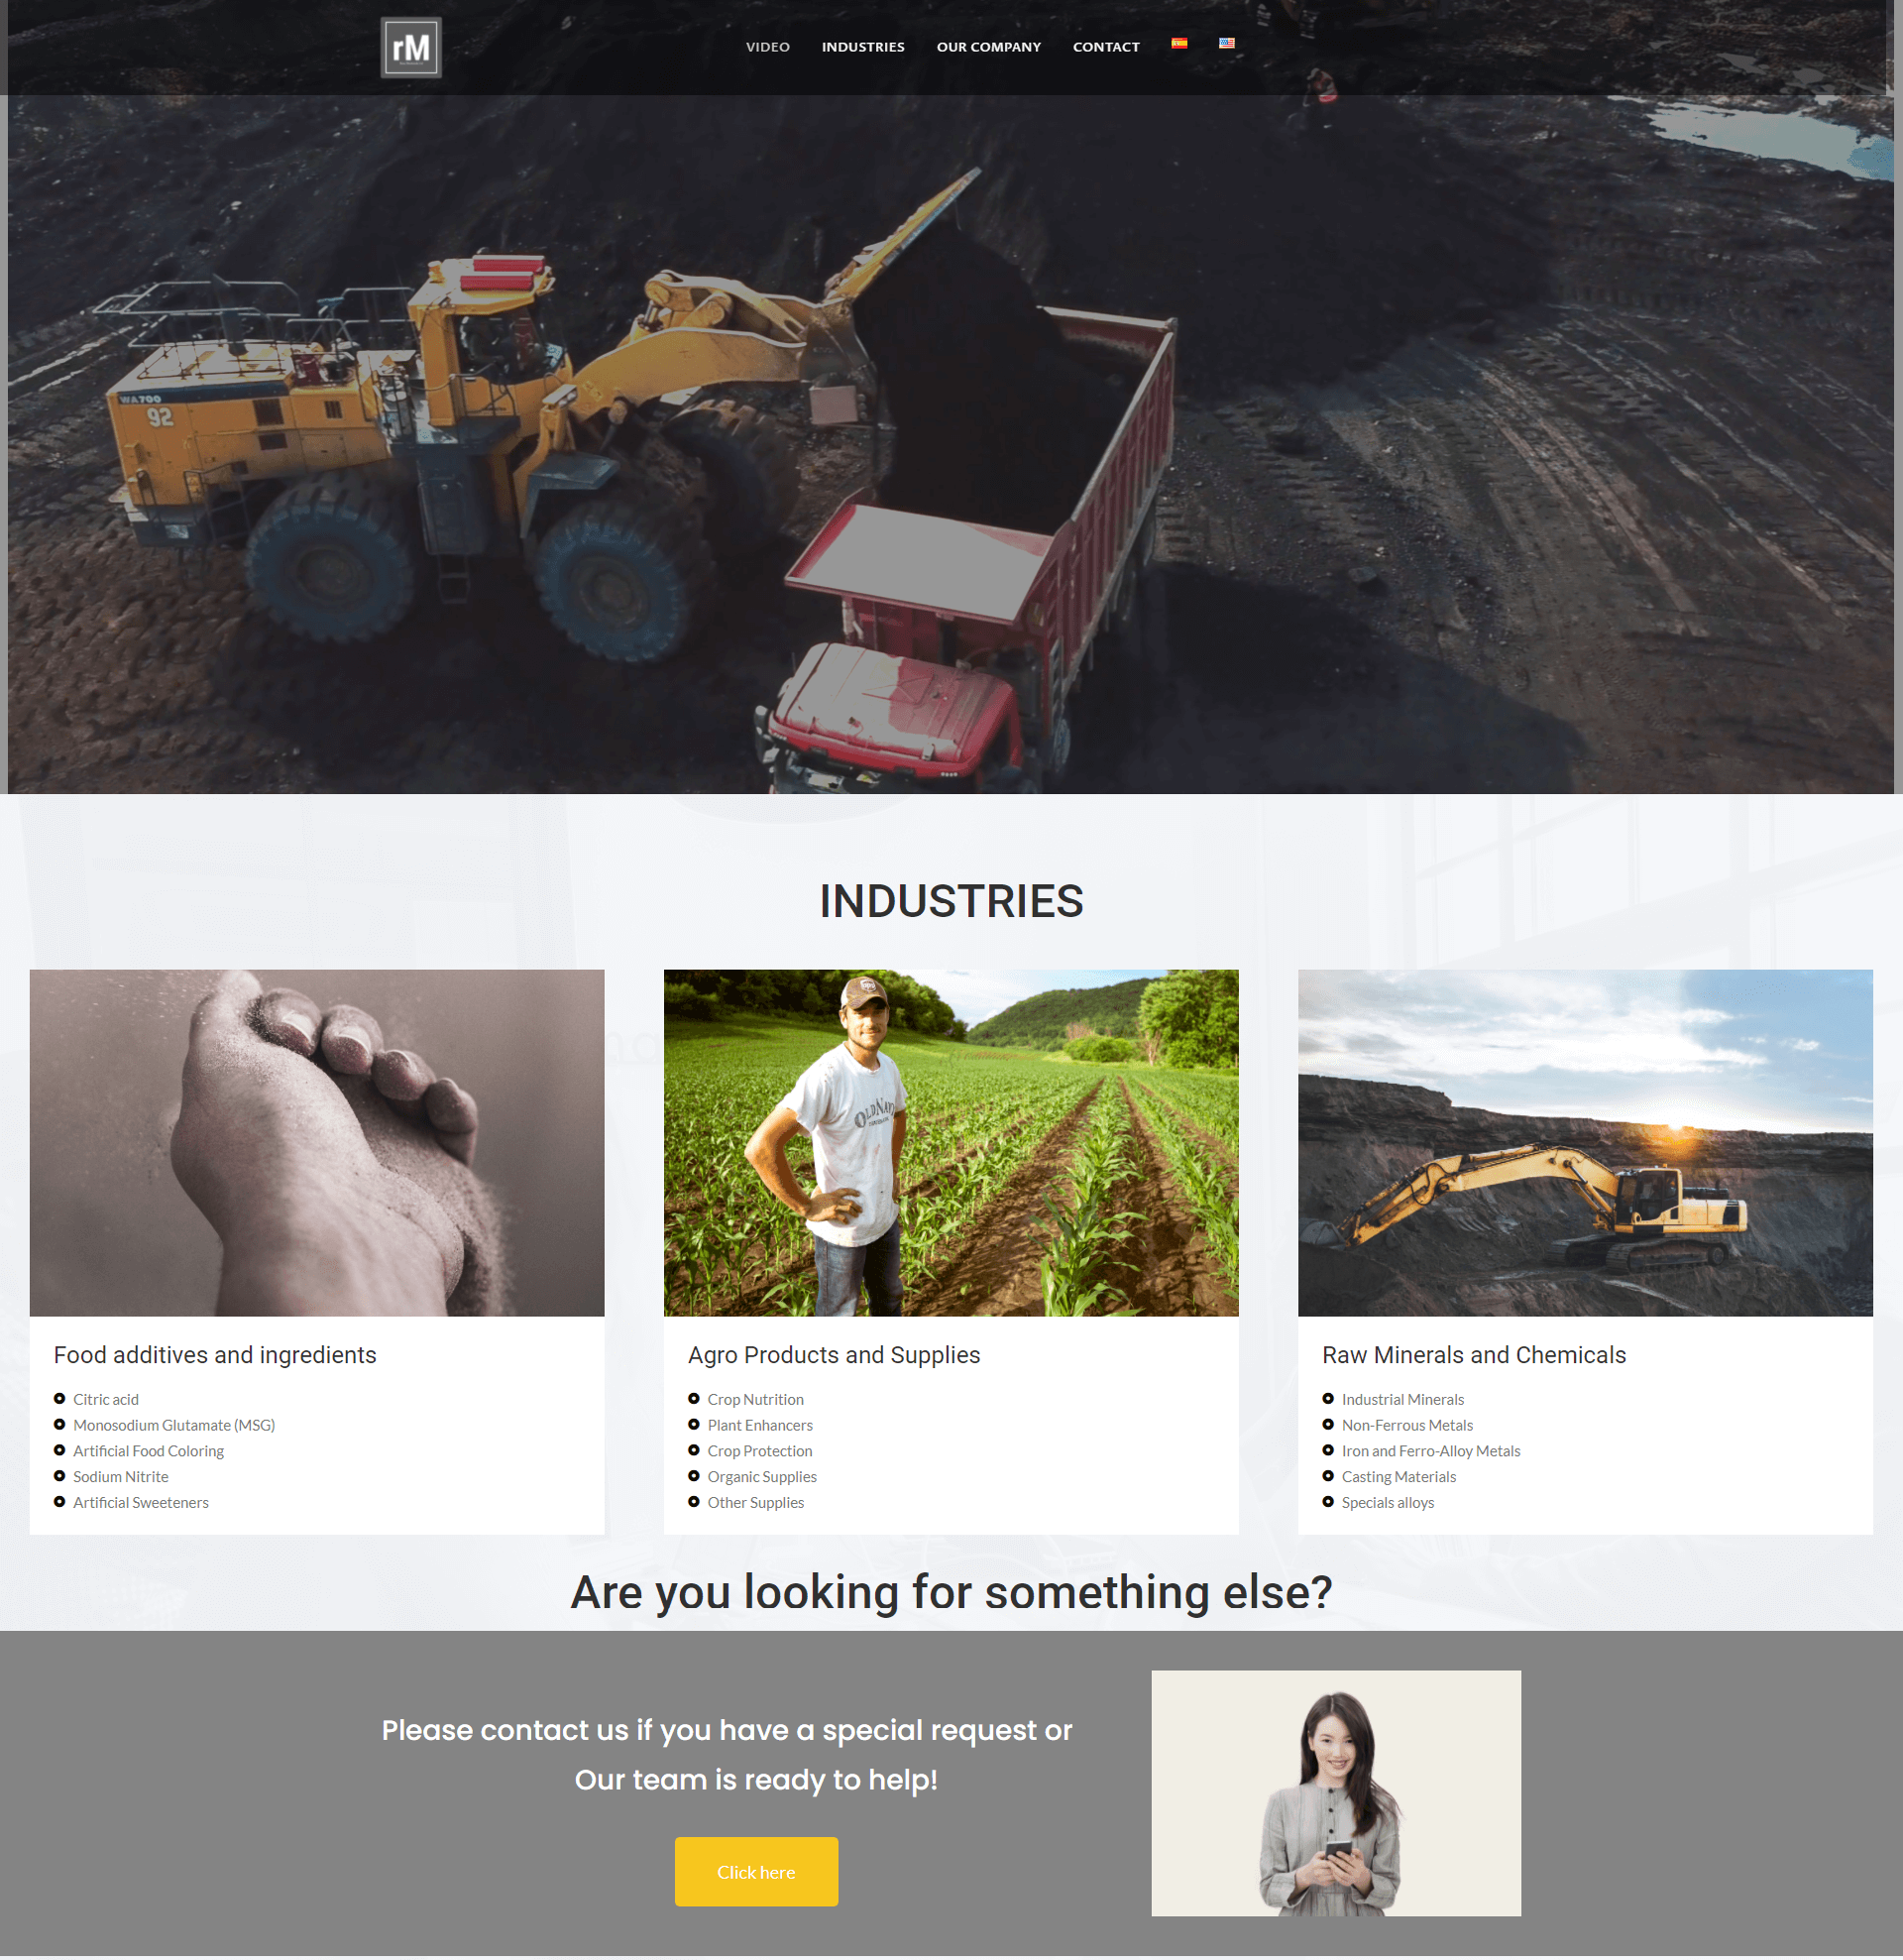 rM
VIDEO
INDUSTRIES
OUR COMPANY
CONTACT
WA700
92
INDUSTRIES
OLD NAVY
Food additives and ingredients
Citric acid
Monosodium Glutamate (MSG)
Artificial Food Coloring
Sodium Nitrite
Artificial Sweeteners
Agro Products and Supplies
Crop Nutrition
Plant Enhancers
Crop Protection
Organic Supplies
Other Supplies
Raw Minerals and Chemicals
Industrial Minerals
Non-Ferrous Metals
Iron and Ferro-Alloy Metals
Casting Materials
Specials alloys
Are you looking for something else?
Please contact us if you have a special request or
Our team is ready to help!
Click here